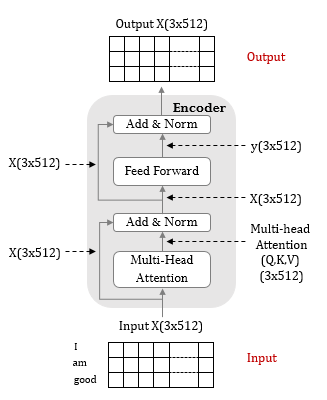 Output X(3x512)
Output
Encoder
Add & Norm
y(3x512)
X(3x512)
Feed Forward
X(3x512)
Add & Norm
X(3x512)
Multi-head
Attention
(Q,K,V)
(3x512)
Multi-Head
Attention
Input X(3x512)
I
am
good
Input